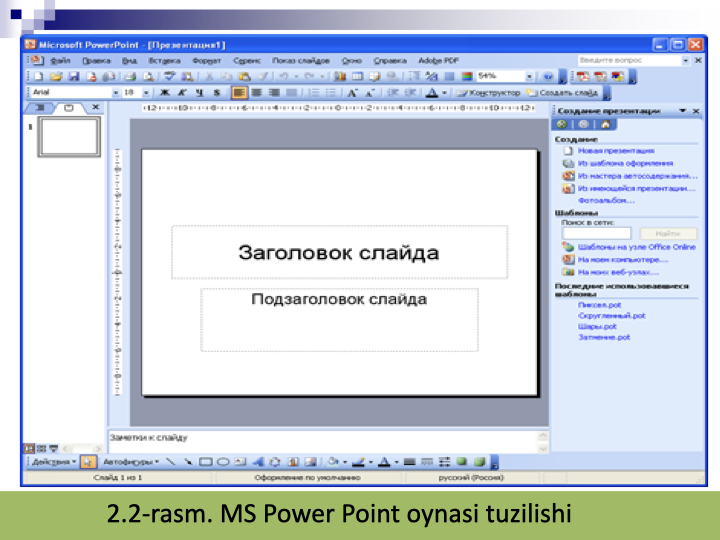 Microsoft PowerPoint - [Презентация1]
Файл Правка Вид Вставка Формат Сервис Показ слайдов Окно Справка Adobe PDF
Введите вопрос
54%
Arial 18 Ж К Ч S Конструктор Создать слайд
Создание презентации
1
Создание
Новая презентация
Из шаблона оформления
Из мастера автосодержания...
Из имеющейся презентации...
Фотоальбом...
Шаблоны
Поиск в сети:
Найти
Шаблоны на узле Office Online
На моем компьютере...
На моих веб-узлах...
Последние использовавшиеся
шаблоны
Пиксел.pot
Скругленный.pot
Шары.pot
Затмение.pot
Заголовок слайда
Подзаголовок слайда
Заметки к слайду
Действия Автофигуры
Слайд 1 из 1 Оформление по умолчанию русский (Россия)
2.2-rasm. MS Power Point oynasi tuzilishi